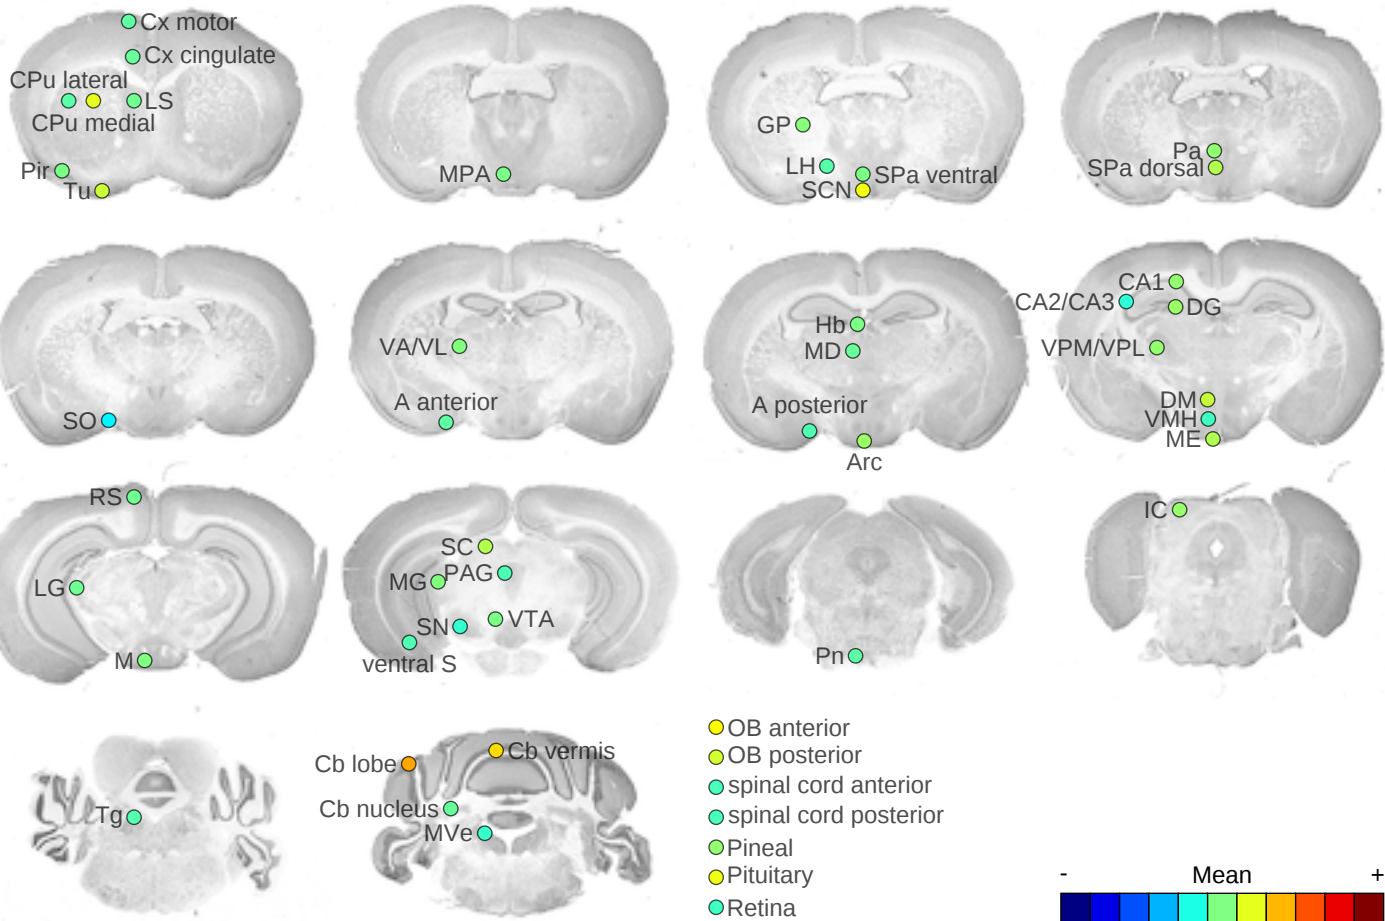 Cx motor
Cx cingulate
CPu lateral
LS
CPu medial
Pir
Tu
MPA
GP
LH
SPa ventral
SCN
Pa
SPa dorsal
SO
VA/VL
A anterior
Hb
MD
A posterior
Arc
CA1
CA2/CA3
DG
VPM/VPL
DM
VMH
ME
RS
LG
M
SC
MG
PAG
SN
VTA
ventral S
Pn
IC
Tg
Cb lobe
Cb vermis
Cb nucleus
MVe
OB anterior
OB posterior
spinal cord anterior
spinal cord posterior
Pineal
Pituitary
Retina
- Mean +